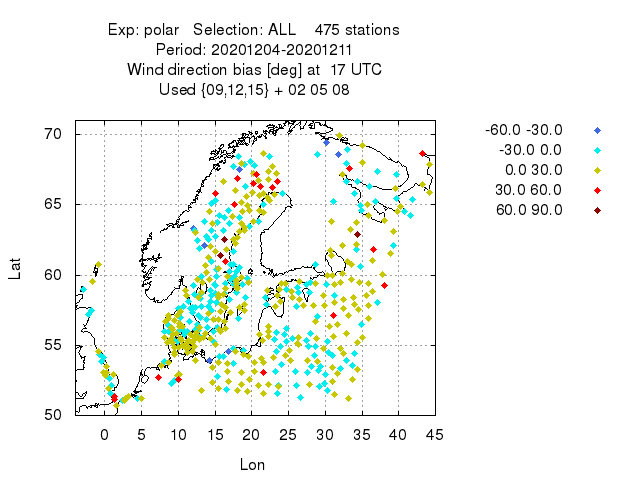 Exp: polar Selection: ALL 475 stations
Period: 20201204-20201211
Wind direction bias [deg] at 17 UTC
Used {09,12,15} + 02 05 08
-60.0 -30.0
-30.0 0.0
0.0 30.0
30.0 60.0
60.0 90.0
70
65
60
55
50
Lat
0 5 10 15 20 25 30 35 40 45
Lon